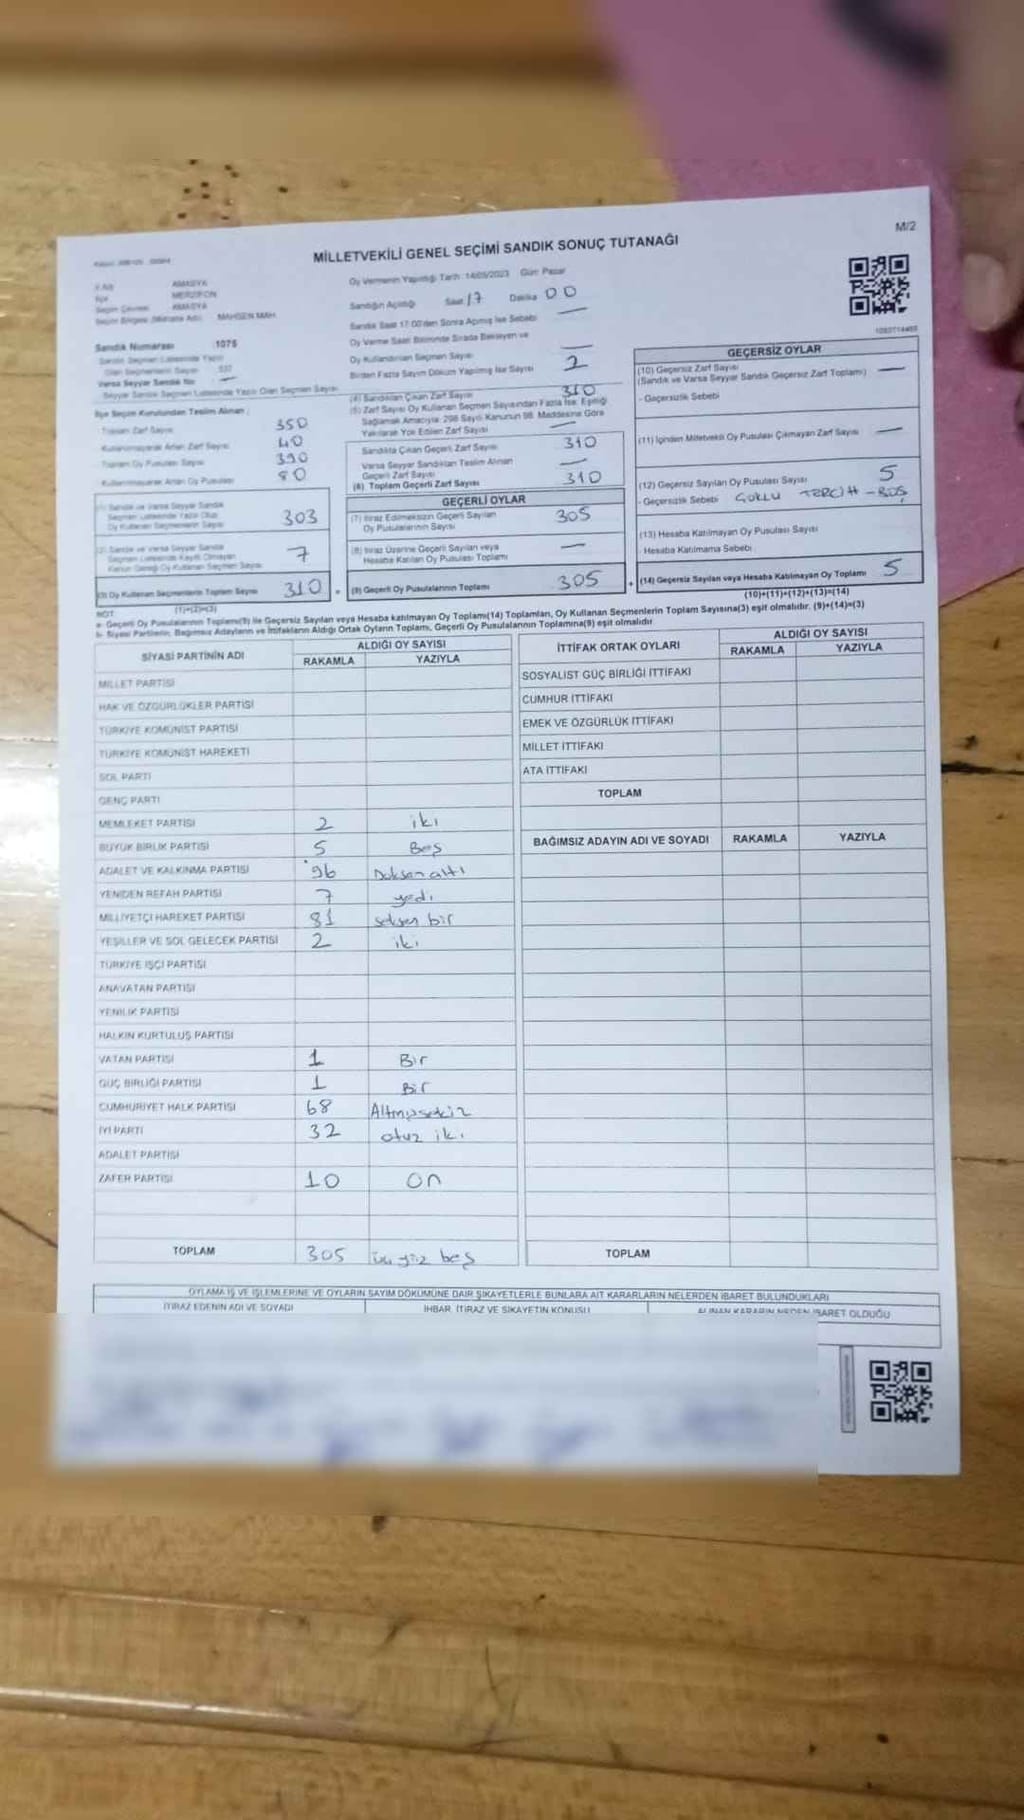 M/2
MİLLETVEKİLİ GENEL SEÇİMİ SANDIK SONUÇ TUTANAĞI
AMASYA
MERZİFON
AMASYA
MAHSEN MAH.
Oy Vermenin Yapıldığı Tarih : 14/05/2023 Gün: Pazar
Sandığın Açıldığı Saat 17 Dakika 00
Sandık Saat 17:00'den Sonra Açılmış İse Sebebi —
Oy Verme Saati Bitiminde Sırada Bekleyen ve
Oy Kullandırılan Seçmen Sayısı —
Birden Fazla Sayım Döküm Yapılmış İse Sayısı 2
Sandık Numarası : 1075
Varsa Seyyar Sandık No —
Seyyar Sandık Seçmen Listesinde Yazılı Olan Seçmen Sayısı
İlçe Seçim Kurulundan Teslim Alınan :
Toplam Zarf Sayısı 350
Kullanılmayarak Artan Zarf Sayısı 40
Toplam Oy Pusulası Sayısı 390
Kullanılmayarak Artan Oy Pusulası 80
(1) Sandık ve Varsa Seyyar Sandık
Seçmen Listesinde Yazılı Olup
Oy Kullanan Seçmenlerin Sayısı 303
(2) Sandık ve Varsa Seyyar Sandık
Seçmen Listesinde Kayıtlı Olmayan
Kanun Gereği Oy Kullanan Seçmen Sayısı 7
(3) Oy Kullanan Seçmenlerin Toplam Sayısı 310
(1)+(2)=(3)
(4) Sandıktan Çıkan Zarf Sayısı 310
(5) Zarf Sayısı Oy Kullanan Seçmen Sayısından Fazla İse, Eşitliği
Sağlamak Amacıyla; 298 Sayılı Kanunun 98. Maddesine Göre
Yakılarak Yok Edilen Zarf Sayısı —
Sandıkta Çıkan Geçerli Zarf Sayısı 310
Varsa Seyyar Sandıktan Teslim Alınan
Geçerli Zarf Sayısı —
(6) Toplam Geçerli Zarf Sayısı 310
GEÇERLİ OYLAR
(7) İtiraz Edilmeksizin Geçerli Sayılan
Oy Pusulalarının Sayısı 305
(8) İtiraz Üzerine Geçerli Sayılan veya
Hesaba Katılan Oy Pusulası Toplamı —
(9) Geçerli Oy Pusulalarının Toplamı 305
GEÇERSİZ OYLAR
(10) Geçersiz Zarf Sayısı
(Sandık ve Varsa Seyyar Sandık Geçersiz Zarf Toplamı) —
- Geçersizlik Sebebi
(11) İçinden Milletvekili Oy Pusulası Çıkmayan Zarf Sayısı —
(12) Geçersiz Sayılan Oy Pusulası Sayısı 5
- Geçersizlik Sebebi ÇOKLU TERCİH - BOŞ
(13) Hesaba Katılmayan Oy Pusulası Sayısı
Hesaba Katılmama Sebebi
(14) Geçersiz Sayılan veya Hesaba Katılmayan Oy Toplamı 5
(10)+(11)+(12)+(13)=(14)
NOT:
a- Geçerli Oy Pusulalarının Toplamı(9) ile Geçersiz Sayılan veya Hesaba katılmayan Oy Toplamı(14) Toplamları, Oy Kullanan Seçmenlerin Toplam Sayısına(3) eşit olmalıdır. (9)+(14)=(3)
b- Siyasi Partilerin, Bağımsız Adayların ve İttifakların Aldığı Ortak Oyların Toplamı, Geçerli Oy Pusulalarının Toplamına(9) eşit olmalıdır
SİYASİ PARTİNİN ADI ALDIĞI OY SAYISI
RAKAMLA YAZIYLA
MİLLET PARTİSİ
HAK VE ÖZGÜRLÜKLER PARTİSİ
TÜRKİYE KOMÜNİST PARTİSİ
TÜRKİYE KOMÜNİST HAREKETİ
SOL PARTİ
GENÇ PARTİ
MEMLEKET PARTİSİ 2 iki
BÜYÜK BİRLİK PARTİSİ 5 Beş
ADALET VE KALKINMA PARTİSİ 96 Doksan altı
YENİDEN REFAH PARTİSİ 7 yedi
MİLLİYETÇİ HAREKET PARTİSİ 81 seksen bir
YEŞİLLER VE SOL GELECEK PARTİSİ 2 iki
TÜRKİYE İŞÇİ PARTİSİ
ANAVATAN PARTİSİ
YENİLİK PARTİSİ
HALKIN KURTULUŞ PARTİSİ
VATAN PARTİSİ 1 Bir
GÜÇ BİRLİĞİ PARTİSİ 1 Bir
CUMHURİYET HALK PARTİSİ 68 Altmışsekiz
İYİ PARTİ 32 otuz iki
ADALET PARTİSİ
ZAFER PARTİSİ 10 On
TOPLAM 305 üç yüz beş
İTTİFAK ORTAK OYLARI ALDIĞI OY SAYISI
RAKAMLA YAZIYLA
SOSYALİST GÜÇ BİRLİĞİ İTTİFAKI
CUMHUR İTTİFAKI
EMEK VE ÖZGÜRLÜK İTTİFAKI
MİLLET İTTİFAKI
ATA İTTİFAKI
TOPLAM
BAĞIMSIZ ADAYIN ADI VE SOYADI RAKAMLA YAZIYLA
TOPLAM
OYLAMA İŞ VE İŞLEMLERİNE VE OYLARIN SAYIM DÖKÜMÜNE DAİR ŞİKAYETLERLE BUNLARA AİT KARARLARIN NELERDEN İBARET BULUNDUKLARI
İTİRAZ EDENİN ADI VE SOYADI İHBAR, İTİRAZ VE ŞİKAYETİN KONUSU ALINAN KARARIN NEDEN İBARET OLDUĞU